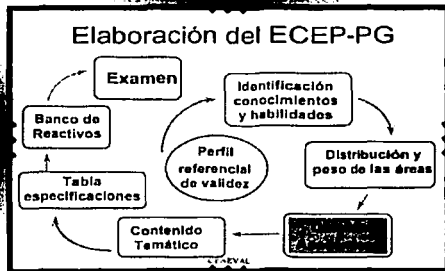 Elaboración del ECEP-PG
Examen
Identificación
conocimientos
y habilidades
Banco de
Reactivos
Perfil
referencial
de validez
Distribución y
peso de las áreas
Tabla
especificaciones
Contenido
Temático